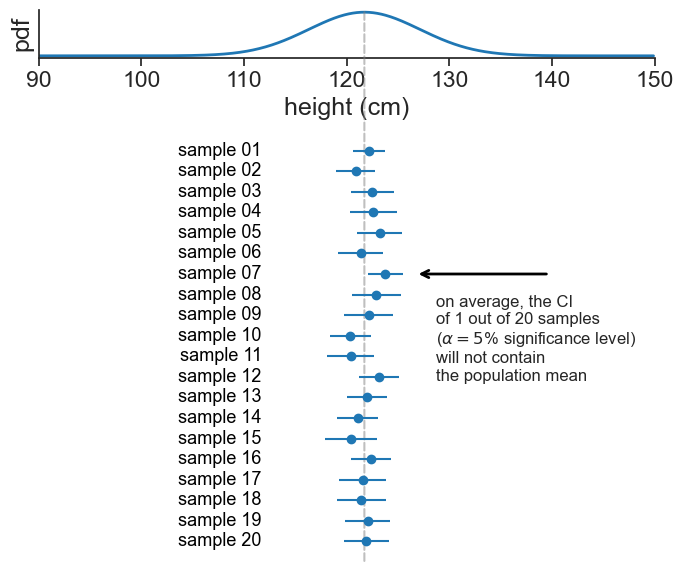 pdf
90 100 110 120 130 140 150
height (cm)
sample 01
sample 02
sample 03
sample 04
sample 05
sample 06
sample 07
sample 08
on average, the CI
sample 09
of 1 out of 20 samples
sample 10
(α = 5% significance level)
sample 11
will not contain
sample 12
the population mean
sample 13
sample 14
sample 15
sample 16
sample 17
sample 18
sample 19
sample 20